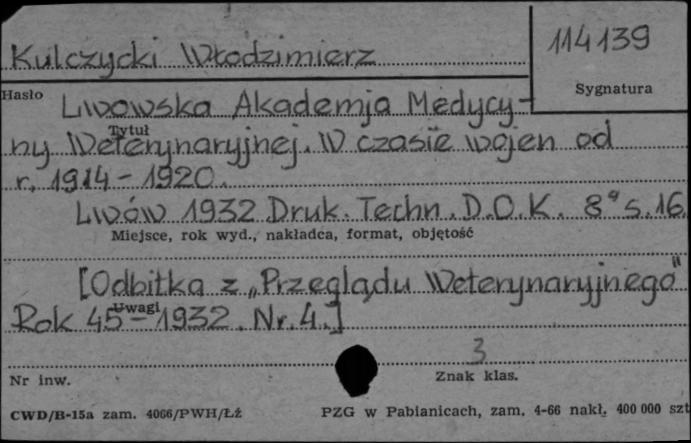 Kulczycki Włodzimierz
114139
Hasło
Sygnatura
Lwowska Akademja Medycy-
Tytuł
ny Weterynaryjnej. W czasie wojen od
r. 1914 - 1920.
Lwów 1932 Druk. Techn. D.O.K. 8° s. 16.
Miejsce, rok wyd., nakładca, format, objętość
[Odbitka z „Przeglądu Weterynaryjnego"
Uwagi
Rok 45 - 1932. Nr. 4.]
3
Nr inw.
Znak klas.
CWD/B-15a zam. 4066/PWH/Łż
PZG w Pabianicach, zam. 4-66 nakł. 400 000 szt